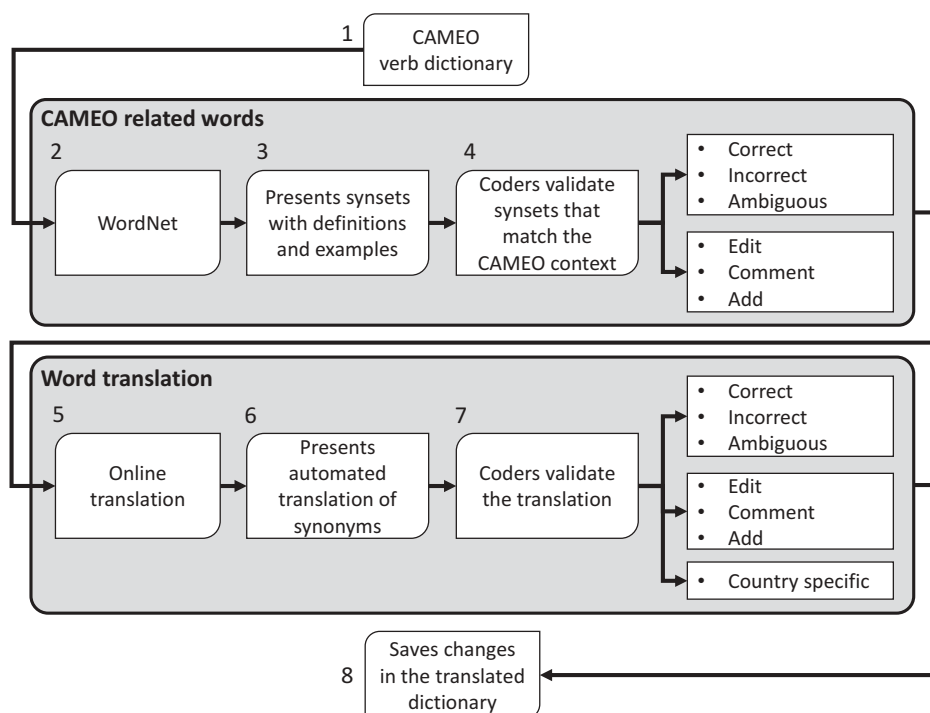 1
CAMEO
verb dictionary
CAMEO related words
2
WordNet
3
Presents synsets
with definitions
and examples
4
Coders validate
synsets that
match the
CAMEO context
• Correct
• Incorrect
• Ambiguous
• Edit
• Comment
• Add
Word translation
5
Online
translation
6
Presents
automated
translation of
synonyms
7
Coders validate
the translation
• Correct
• Incorrect
• Ambiguous
• Edit
• Comment
• Add
• Country specific
8
Saves changes
in the translated
dictionary